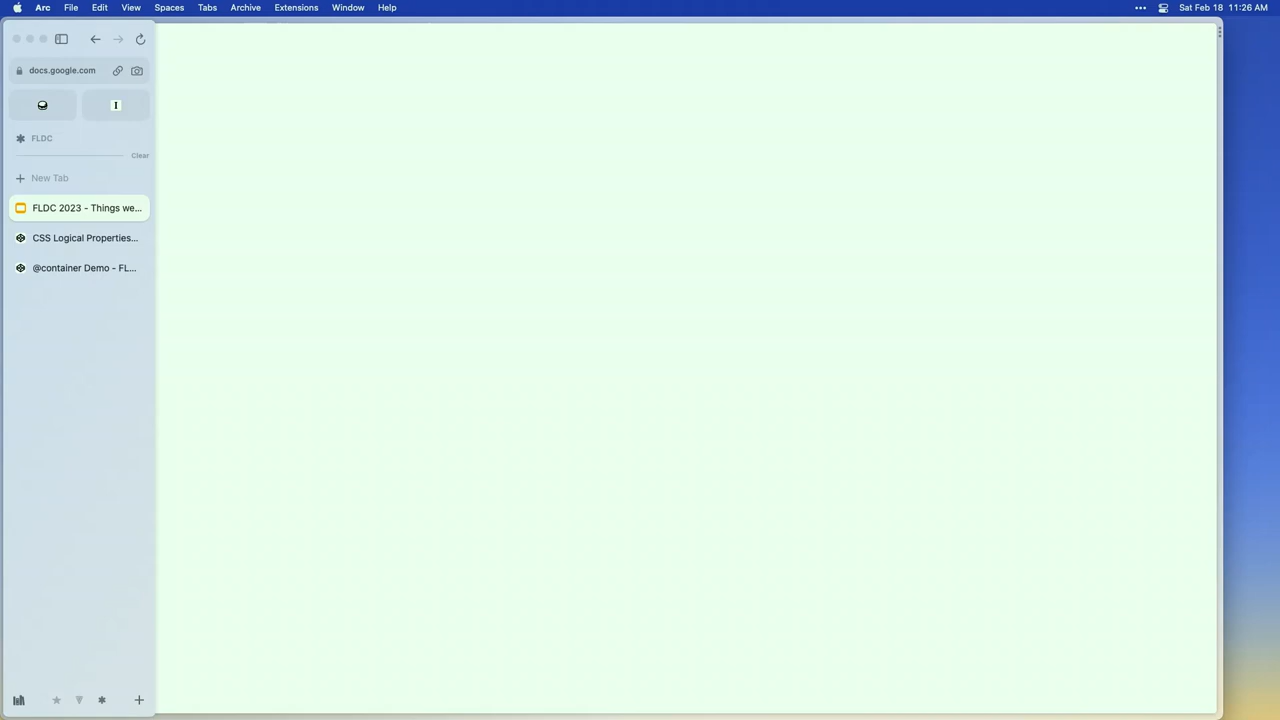 Arc File Edit View Spaces Tabs Archive Extensions Window Help Sat Feb 18 11:26 AM
docs.google.com
I
FLDC
Clear
New Tab
FLDC 2023 - Things we...
CSS Logical Properties...
@container Demo - FL...